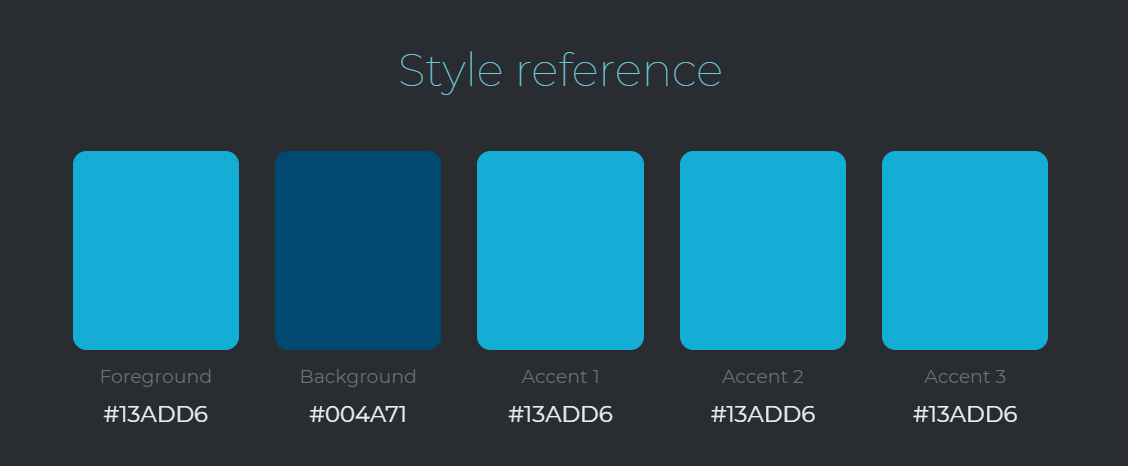 Style reference
Foreground
Background
Accent 1
Accent 2
Accent 3
#13ADD6
#004A71
#13ADD6
#13ADD6
#13ADD6